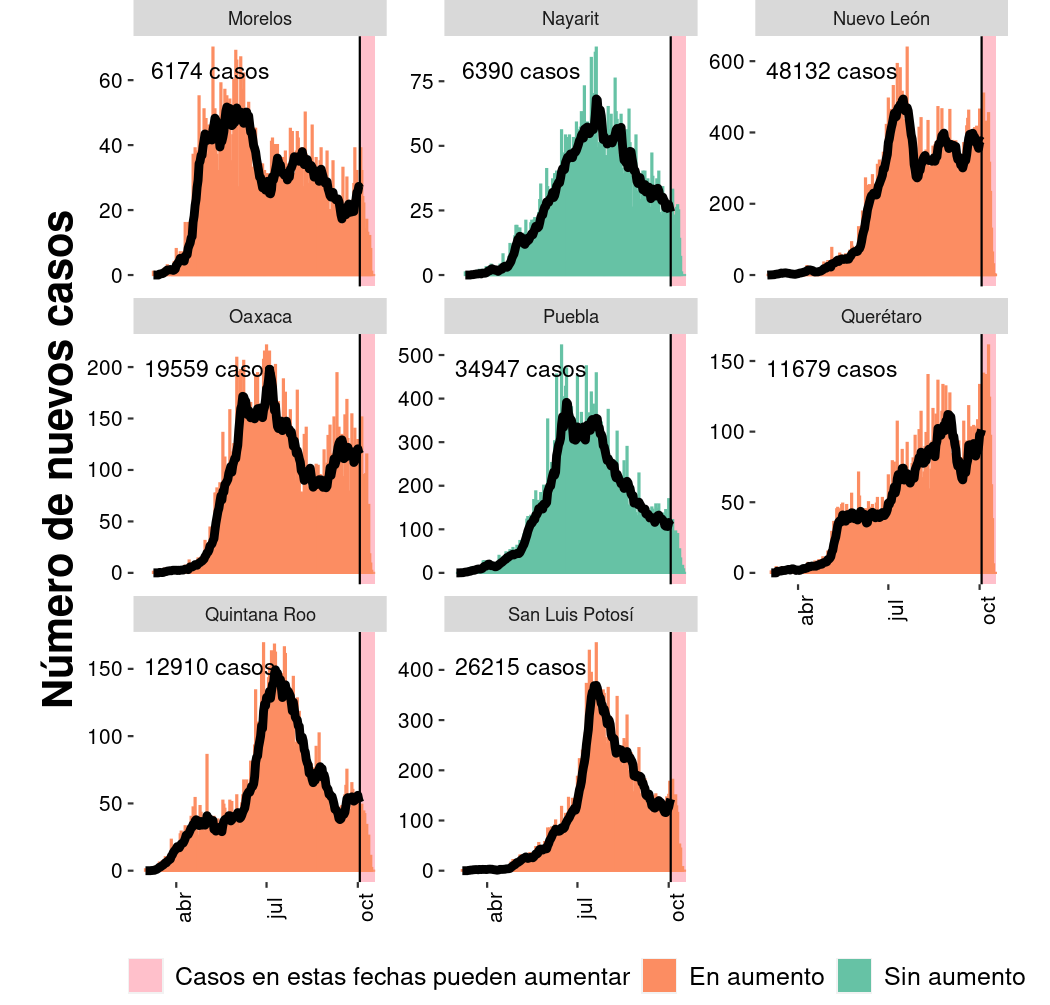 Morelos
Nayarit
Nuevo León
6174 casos
6390 casos
48132 casos
60
40
20
0
75
50
25
0
600
400
200
0
Número de nuevos casos
Oaxaca
Puebla
Querétaro
19559 casos
34947 casos
11679 casos
200
150
100
50
0
500
400
300
200
100
0
150
100
50
0
abr
jul
oct
Quintana Roo
San Luis Potosí
12910 casos
26215 casos
150
100
50
0
400
300
200
100
0
abr
jul
oct
abr
jul
oct
Casos en estas fechas pueden aumentar
En aumento
Sin aumento